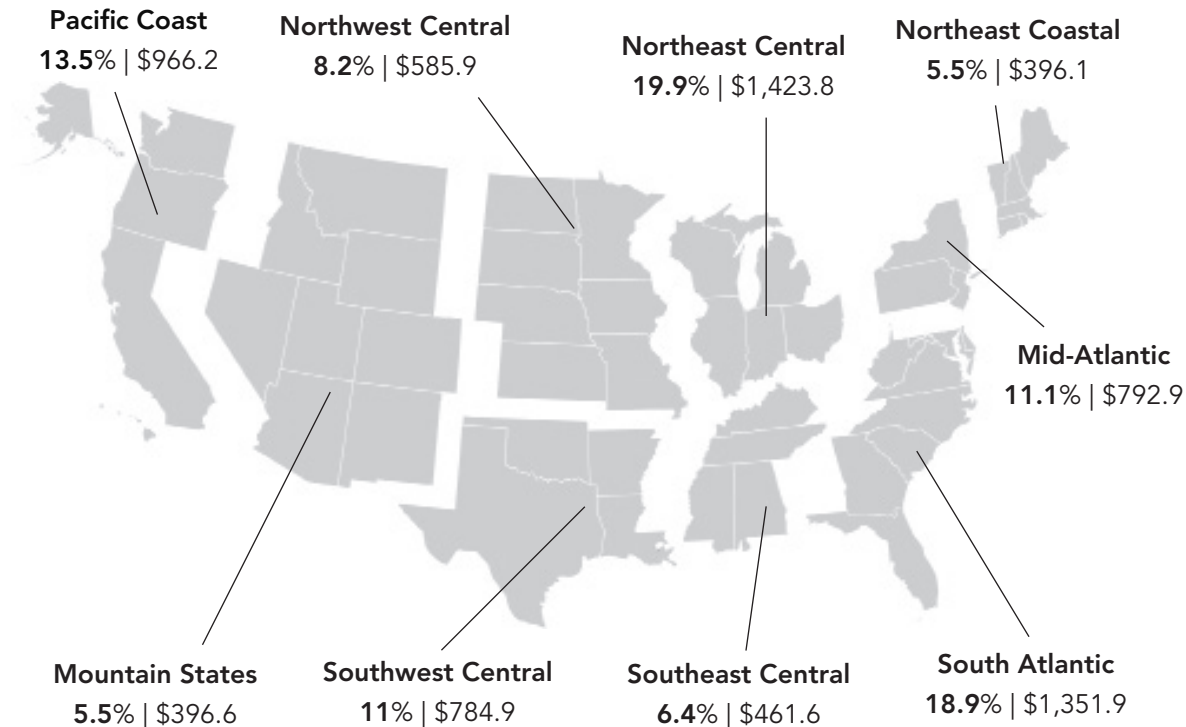 Pacific Coast
13.5% | $966.2
Northwest Central
8.2% | $585.9
Northeast Central
19.9% | $1,423.8
Northeast Coastal
5.5% | $396.1
Mid-Atlantic
11.1% | $792.9
Mountain States
5.5% | $396.6
Southwest Central
11% | $784.9
Southeast Central
6.4% | $461.6
South Atlantic
18.9% | $1,351.9